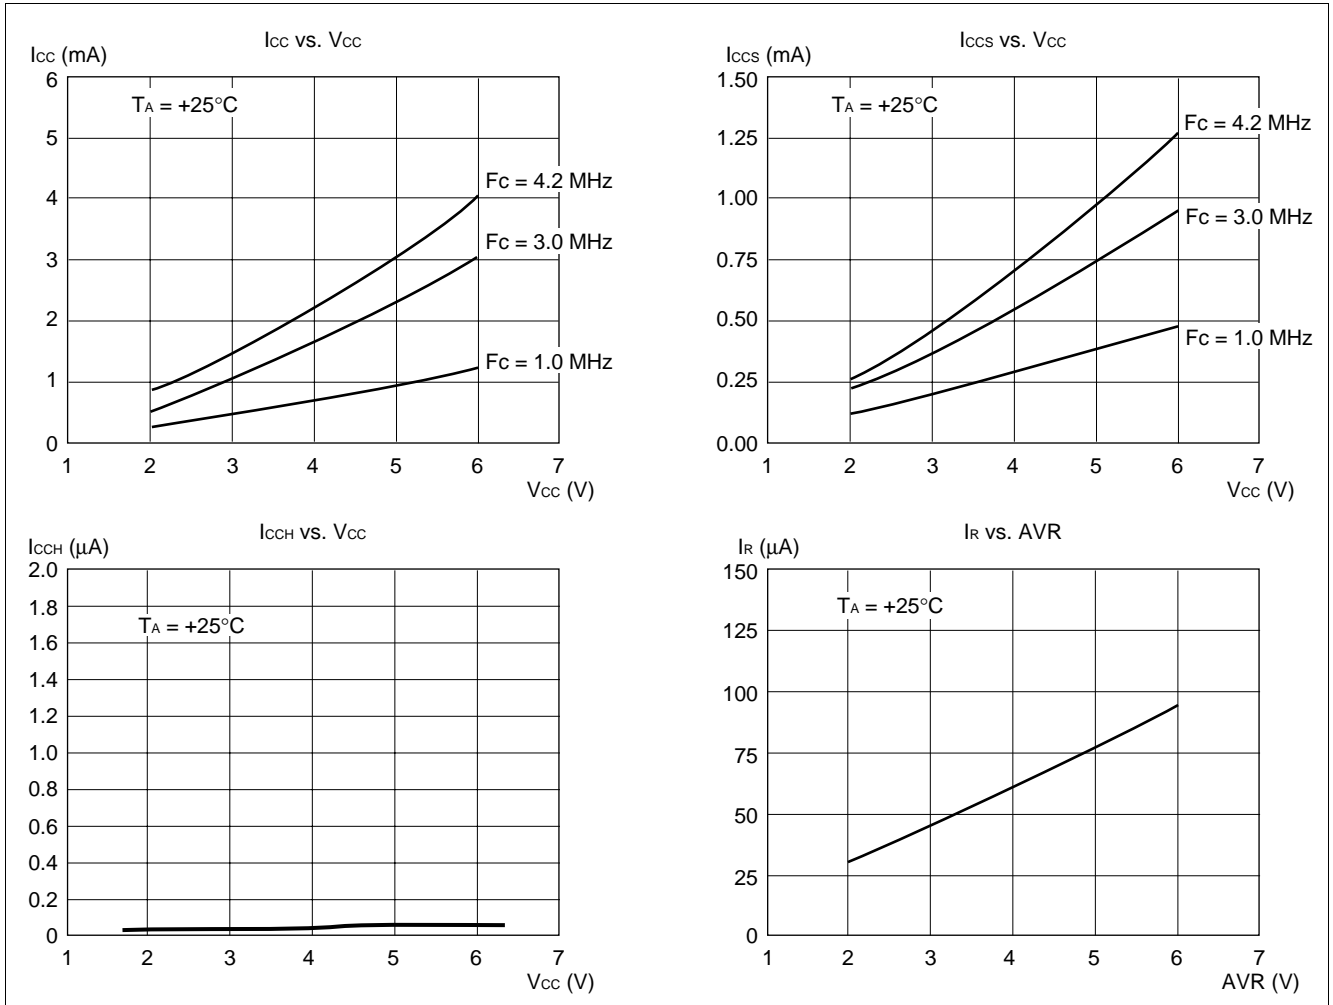 ICC vs. VCC
ICC (mA)
6
TA = +25°C
5
4
3
2
1
0
Fc = 4.2 MHz
Fc = 3.0 MHz
Fc = 1.0 MHz
1 2 3 4 5 6 7
VCC (V)
ICCS vs. VCC
ICCS (mA)
1.50
TA = +25°C
1.25
1.00
0.75
0.50
0.25
0.00
Fc = 4.2 MHz
Fc = 3.0 MHz
Fc = 1.0 MHz
1 2 3 4 5 6 7
VCC (V)
ICCH vs. VCC
ICCH (μA)
2.0
1.8
TA = +25°C
1.6
1.4
1.2
1.0
0.8
0.6
0.4
0.2
0
1 2 3 4 5 6 7
VCC (V)
IR vs. AVR
IR (μA)
150
TA = +25°C
125
100
75
50
25
0
1 2 3 4 5 6 7
AVR (V)